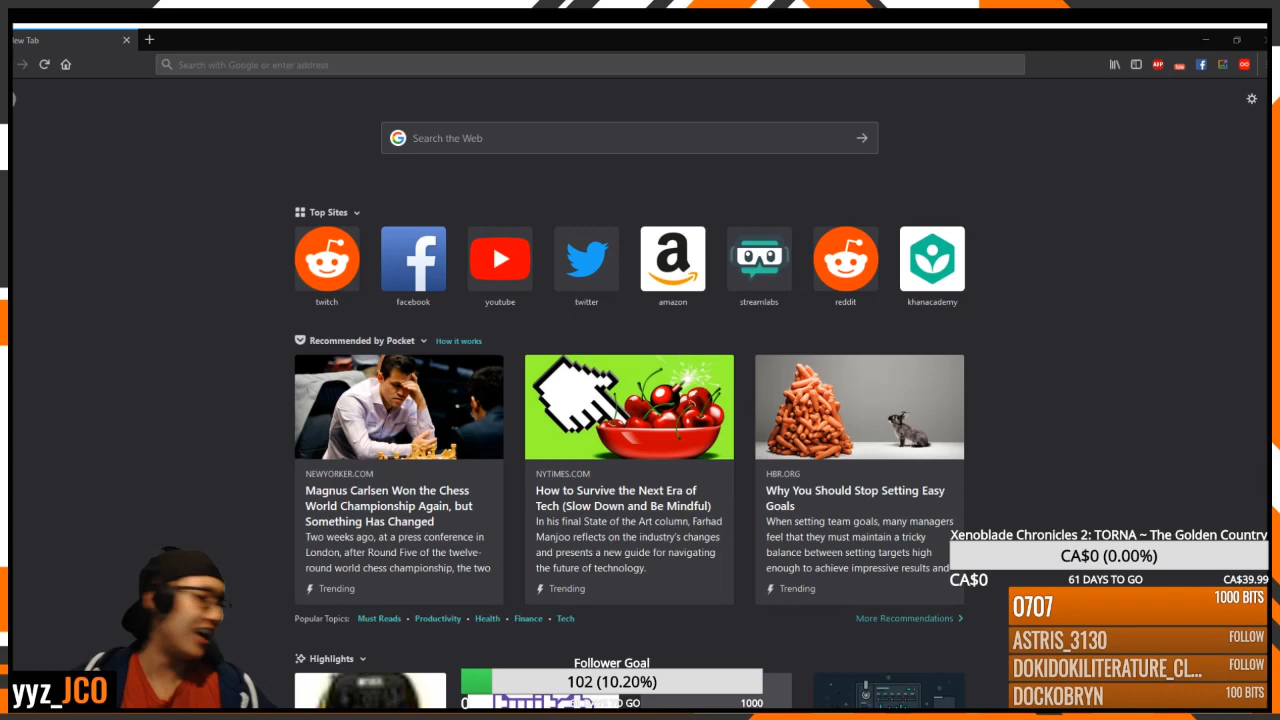 ew Tab
Search with Google or enter address
ABP
Search the Web
Top Sites
twitch
facebook
youtube
twitter
amazon
streamlabs
reddit
khanacademy
Recommended by Pocket
How it works
NEWYORKER.COM
Magnus Carlsen Won the Chess
World Championship Again, but
Something Has Changed
Two weeks ago, at a press conference in
London, after Round Five of the twelve-
round world chess championship, the two
Trending
NYTIMES.COM
How to Survive the Next Era of
Tech (Slow Down and Be Mindful)
In his final State of the Art column, Farhad
Manjoo reflects on the industry's changes
and presents a new guide for navigating
the future of technology.
Trending
HBR.ORG
Why You Should Stop Setting Easy
Goals
When setting team goals, many managers
feel that they must maintain a tricky
balance between setting targets high
enough to achieve impressive results and
Trending
Popular Topics: Must Reads • Productivity • Health • Finance • Tech
More Recommendations
Highlights
Xenoblade Chronicles 2: TORNA ~ The Golden Country
CA$0 (0.00%)
CA$0 61 DAYS TO GO CA$39.99
0707 1000 BITS
ASTRIS_3130 FOLLOW
DOKIDOKILITERATURE_CL... FOLLOW
DOCKOBRYN 100 BITS
Follower Goal
102 (10.20%)
0 TO GO 1000
yyz_JCO